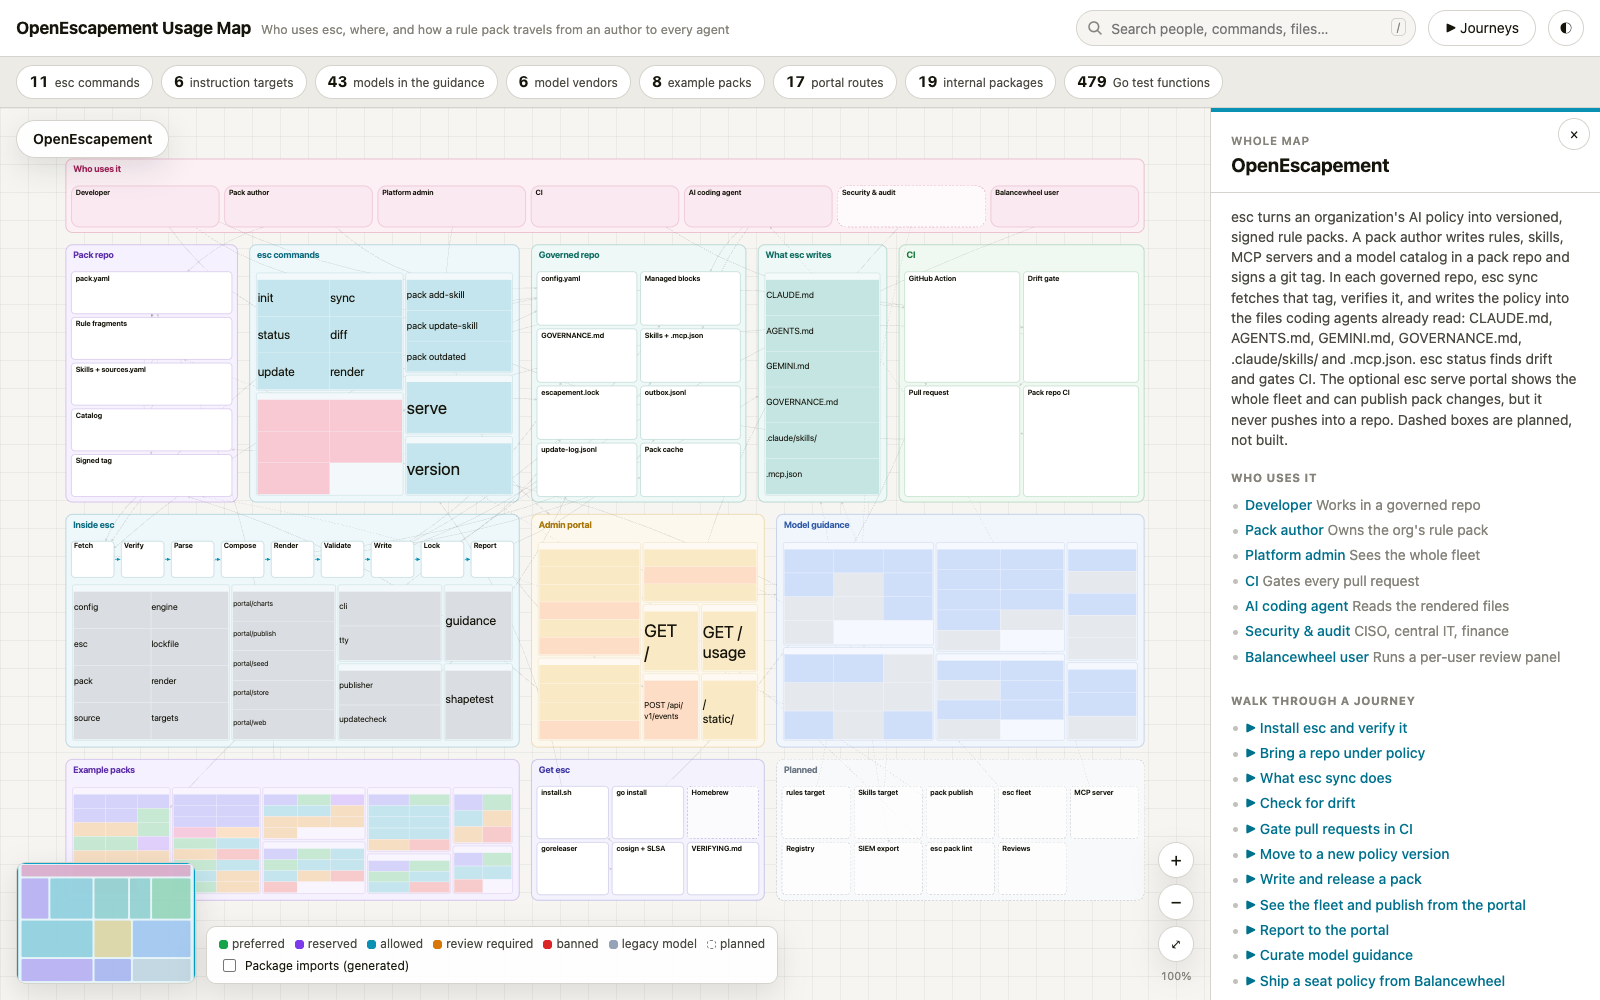 OpenEscapement Usage Map
Who uses esc, where, and how a rule pack travels from an author to every agent
Search people, commands, files...
/
▶ Journeys
11 esc commands
6 instruction targets
43 models in the guidance
6 model vendors
8 example packs
17 portal routes
19 internal packages
479 Go test functions
OpenEscapement
Who uses it
Developer
Pack author
Platform admin
CI
AI coding agent
Security & audit
Balancewheel user
Pack repo
pack.yaml
Rule fragments
Skills + sources.yaml
Catalog
Signed tag
esc commands
init
sync
status
diff
update
render
pack add-skill
pack update-skill
pack outdated
serve
version
Governed repo
config.yaml
Managed blocks
GOVERNANCE.md
Skills + .mcp.json
escapement.lock
outbox.jsonl
update-log.jsonl
Pack cache
What esc writes
CLAUDE.md
AGENTS.md
GEMINI.md
GOVERNANCE.md
.claude/skills/
.mcp.json
CI
GitHub Action
Drift gate
Pull request
Pack repo CI
Inside esc
Fetch
Verify
Parse
Compose
Render
Validate
Write
Lock
Report
config
engine
esc
lockfile
pack
render
source
targets
portal/charts
portal/publish
portal/seed
portal/store
portal/web
cli
tty
publisher
updatecheck
guidance
shapetest
Admin portal
GET
/
GET /
usage
POST /api/
v1/events
/
static/
Model guidance
Example packs
Get esc
install.sh
go install
Homebrew
goreleaser
cosign + SLSA
VERIFYING.md
Planned
rules target
Skills target
pack publish
esc fleet
MCP server
Registry
SIEM export
esc pack lint
Reviews
preferred
reserved
allowed
review required
banned
legacy model
planned
Package imports (generated)
+
−
100%
WHOLE MAP
OpenEscapement
×
esc turns an organization's AI policy into versioned,
signed rule packs. A pack author writes rules, skills,
MCP servers and a model catalog in a pack repo and
signs a git tag. In each governed repo, esc sync
fetches that tag, verifies it, and writes the policy into
the files coding agents already read: CLAUDE.md,
AGENTS.md, GEMINI.md, GOVERNANCE.md,
.claude/skills/ and .mcp.json. esc status finds drift
and gates CI. The optional esc serve portal shows the
whole fleet and can publish pack changes, but it
never pushes into a repo. Dashed boxes are planned,
not built.
WHO USES IT
Developer Works in a governed repo
Pack author Owns the org's rule pack
Platform admin Sees the whole fleet
CI Gates every pull request
AI coding agent Reads the rendered files
Security & audit CISO, central IT, finance
Balancewheel user Runs a per-user review panel
WALK THROUGH A JOURNEY
▶ Install esc and verify it
▶ Bring a repo under policy
▶ What esc sync does
▶ Check for drift
▶ Gate pull requests in CI
▶ Move to a new policy version
▶ Write and release a pack
▶ See the fleet and publish from the portal
▶ Report to the portal
▶ Curate model guidance
▶ Ship a seat policy from Balancewheel